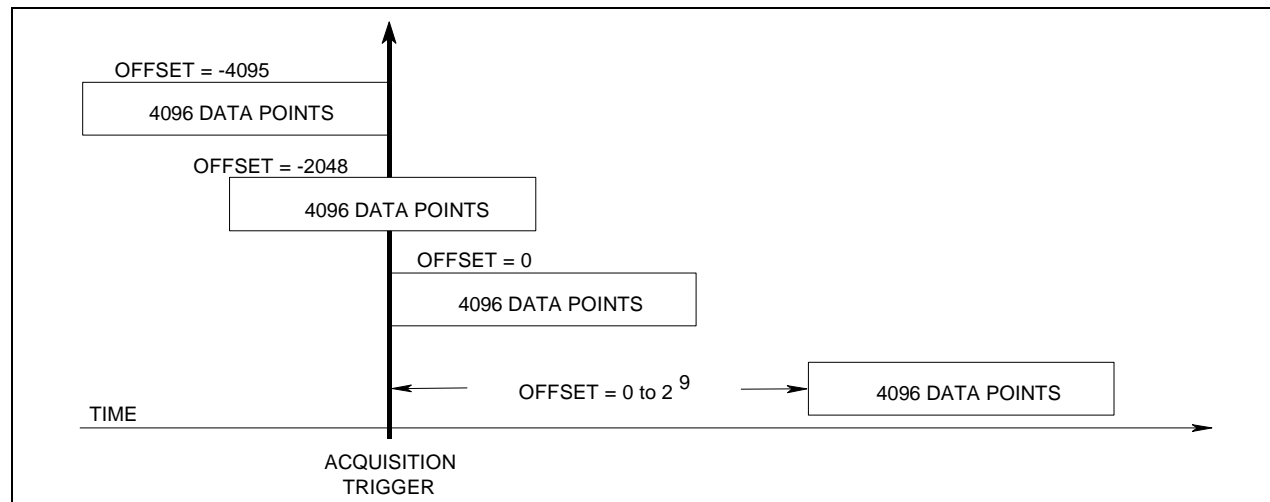 OFFSET = -4095
4096 DATA POINTS
OFFSET = -2048
4096 DATA POINTS
OFFSET = 0
4096 DATA POINTS
OFFSET = 0 to 2 9
4096 DATA POINTS
TIME
ACQUISITION
TRIGGER